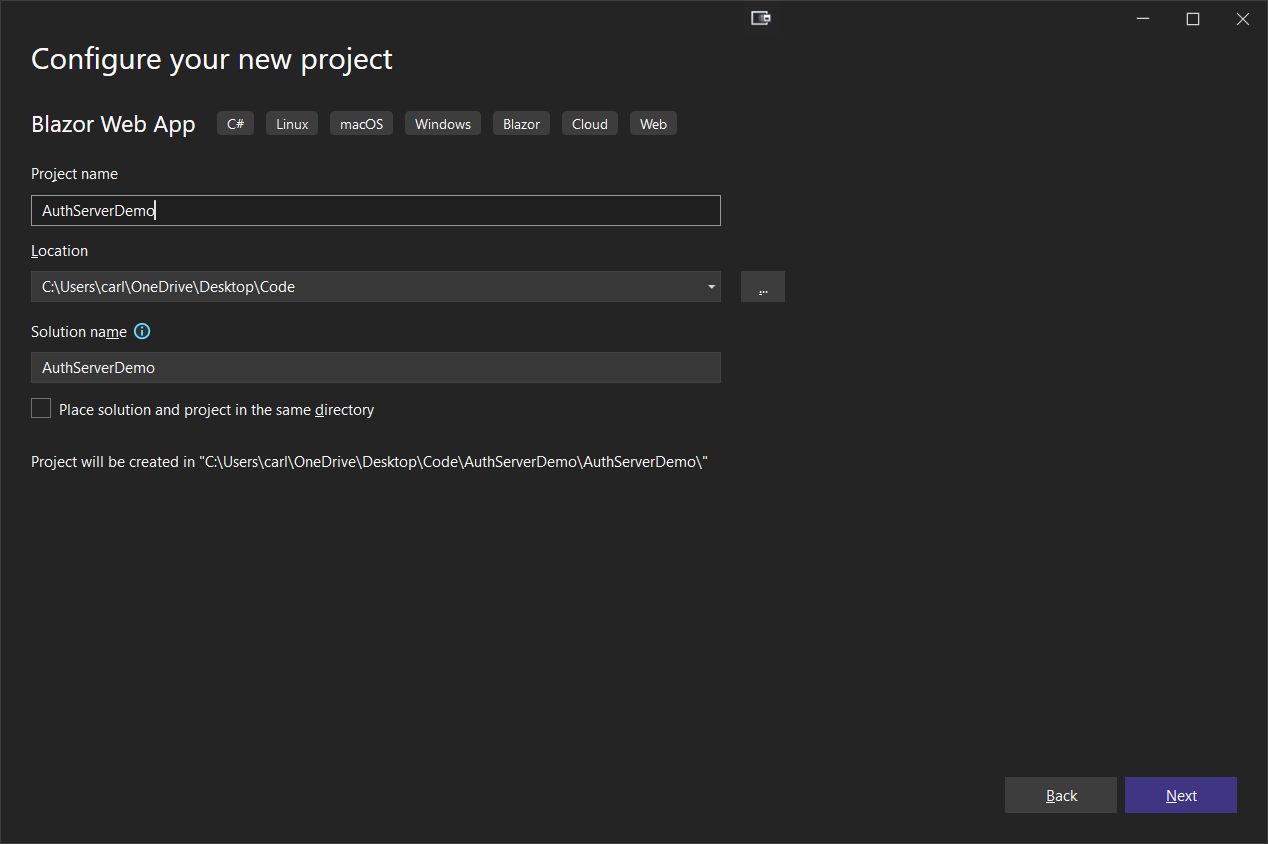 Configure your new project
Blazor Web App C# Linux macOS Windows Blazor Cloud Web
Project name
AuthServerDemo
Location
C:\Users\carl\OneDrive\Desktop\Code
...
Solution name
AuthServerDemo
Place solution and project in the same directory
Project will be created in "C:\Users\carl\OneDrive\Desktop\Code\AuthServerDemo\AuthServerDemo\"
Back Next